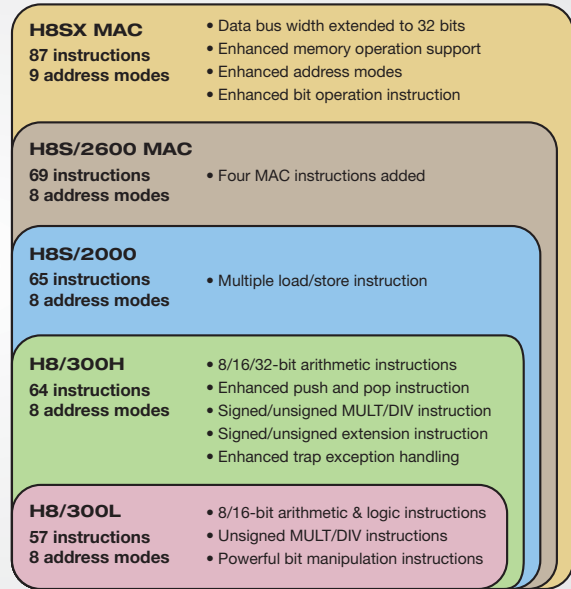 H8SX MAC
87 instructions
9 address modes
• Data bus width extended to 32 bits
• Enhanced memory operation support
• Enhanced address modes
• Enhanced bit operation instruction
H8S/2600 MAC
69 instructions
8 address modes
• Four MAC instructions added
H8S/2000
65 instructions
8 address modes
• Multiple load/store instruction
H8/300H
64 instructions
8 address modes
• 8/16/32-bit arithmetic instructions
• Enhanced push and pop instruction
• Signed/unsigned MULT/DIV instruction
• Signed/unsigned extension instruction
• Enhanced trap exception handling
H8/300L
57 instructions
8 address modes
• 8/16-bit arithmetic & logic instructions
• Unsigned MULT/DIV instructions
• Powerful bit manipulation instructions